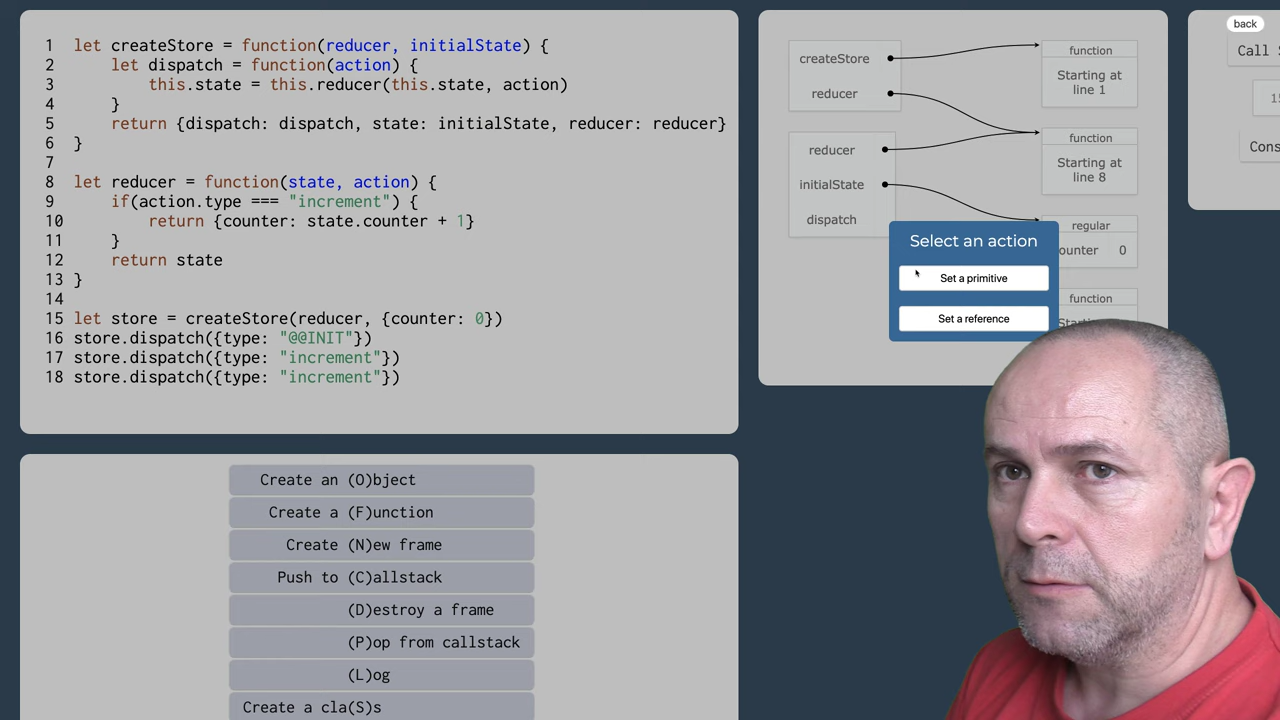 1 let createStore = function(reducer, initialState) {
2 let dispatch = function(action) {
3 this.state = this.reducer(this.state, action)
4 }
5 return {dispatch: dispatch, state: initialState, reducer: reducer}
6 }
7
8 let reducer = function(state, action) {
9 if(action.type === "increment") {
10 return {counter: state.counter + 1}
11 }
12 return state
13 }
14
15 let store = createStore(reducer, {counter: 0})
16 store.dispatch({type: "@@INIT"})
17 store.dispatch({type: "increment"})
18 store.dispatch({type: "increment"})
Create an (O)bject
Create a (F)unction
Create (N)ew frame
Push to (C)allstack
(D)estroy a frame
(P)op from callstack
(L)og
Create a cla(S)s
createStore
reducer
reducer
initialState
dispatch
function
Starting at
line 1
function
Starting at
line 8
regular
ounter 0
function
Select an action
Set a primitive
Set a reference
back
Call
Cons